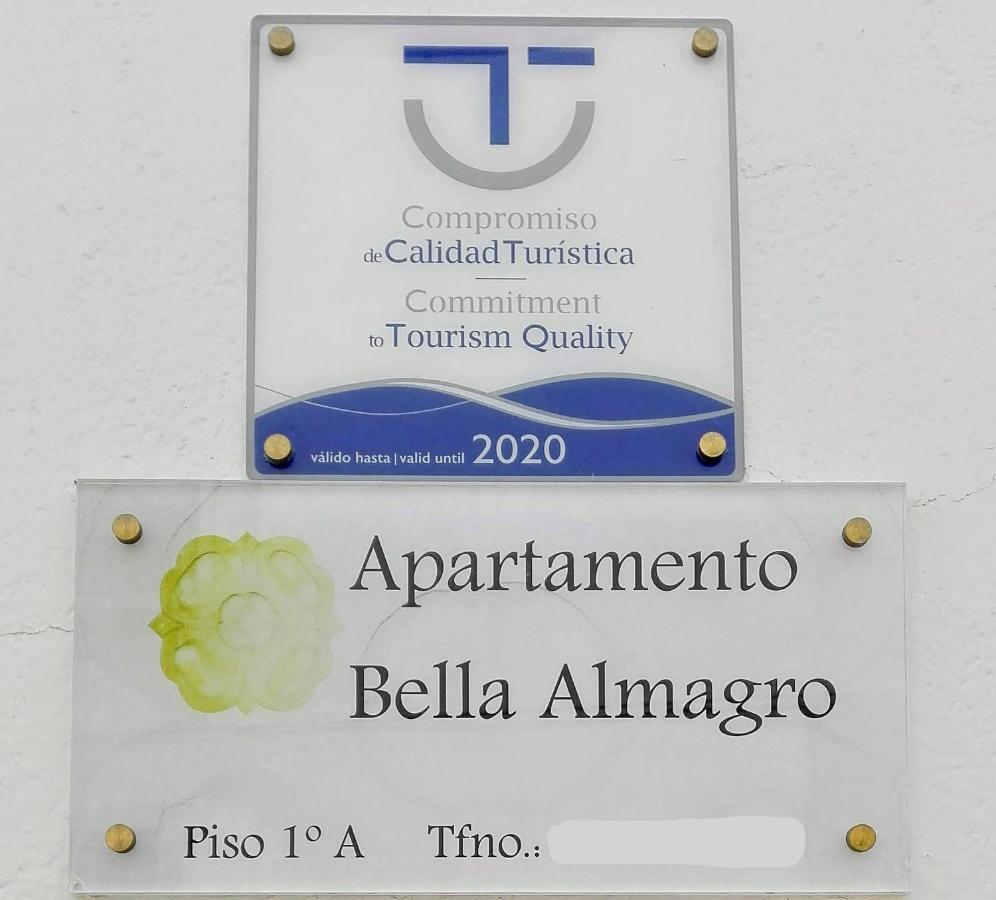 Compromiso
de Calidad Turística
Commitment
to Tourism Quality
válido hasta | valid until 2020
Apartamento
Bella Almagro
Piso 1º A Tfno.: